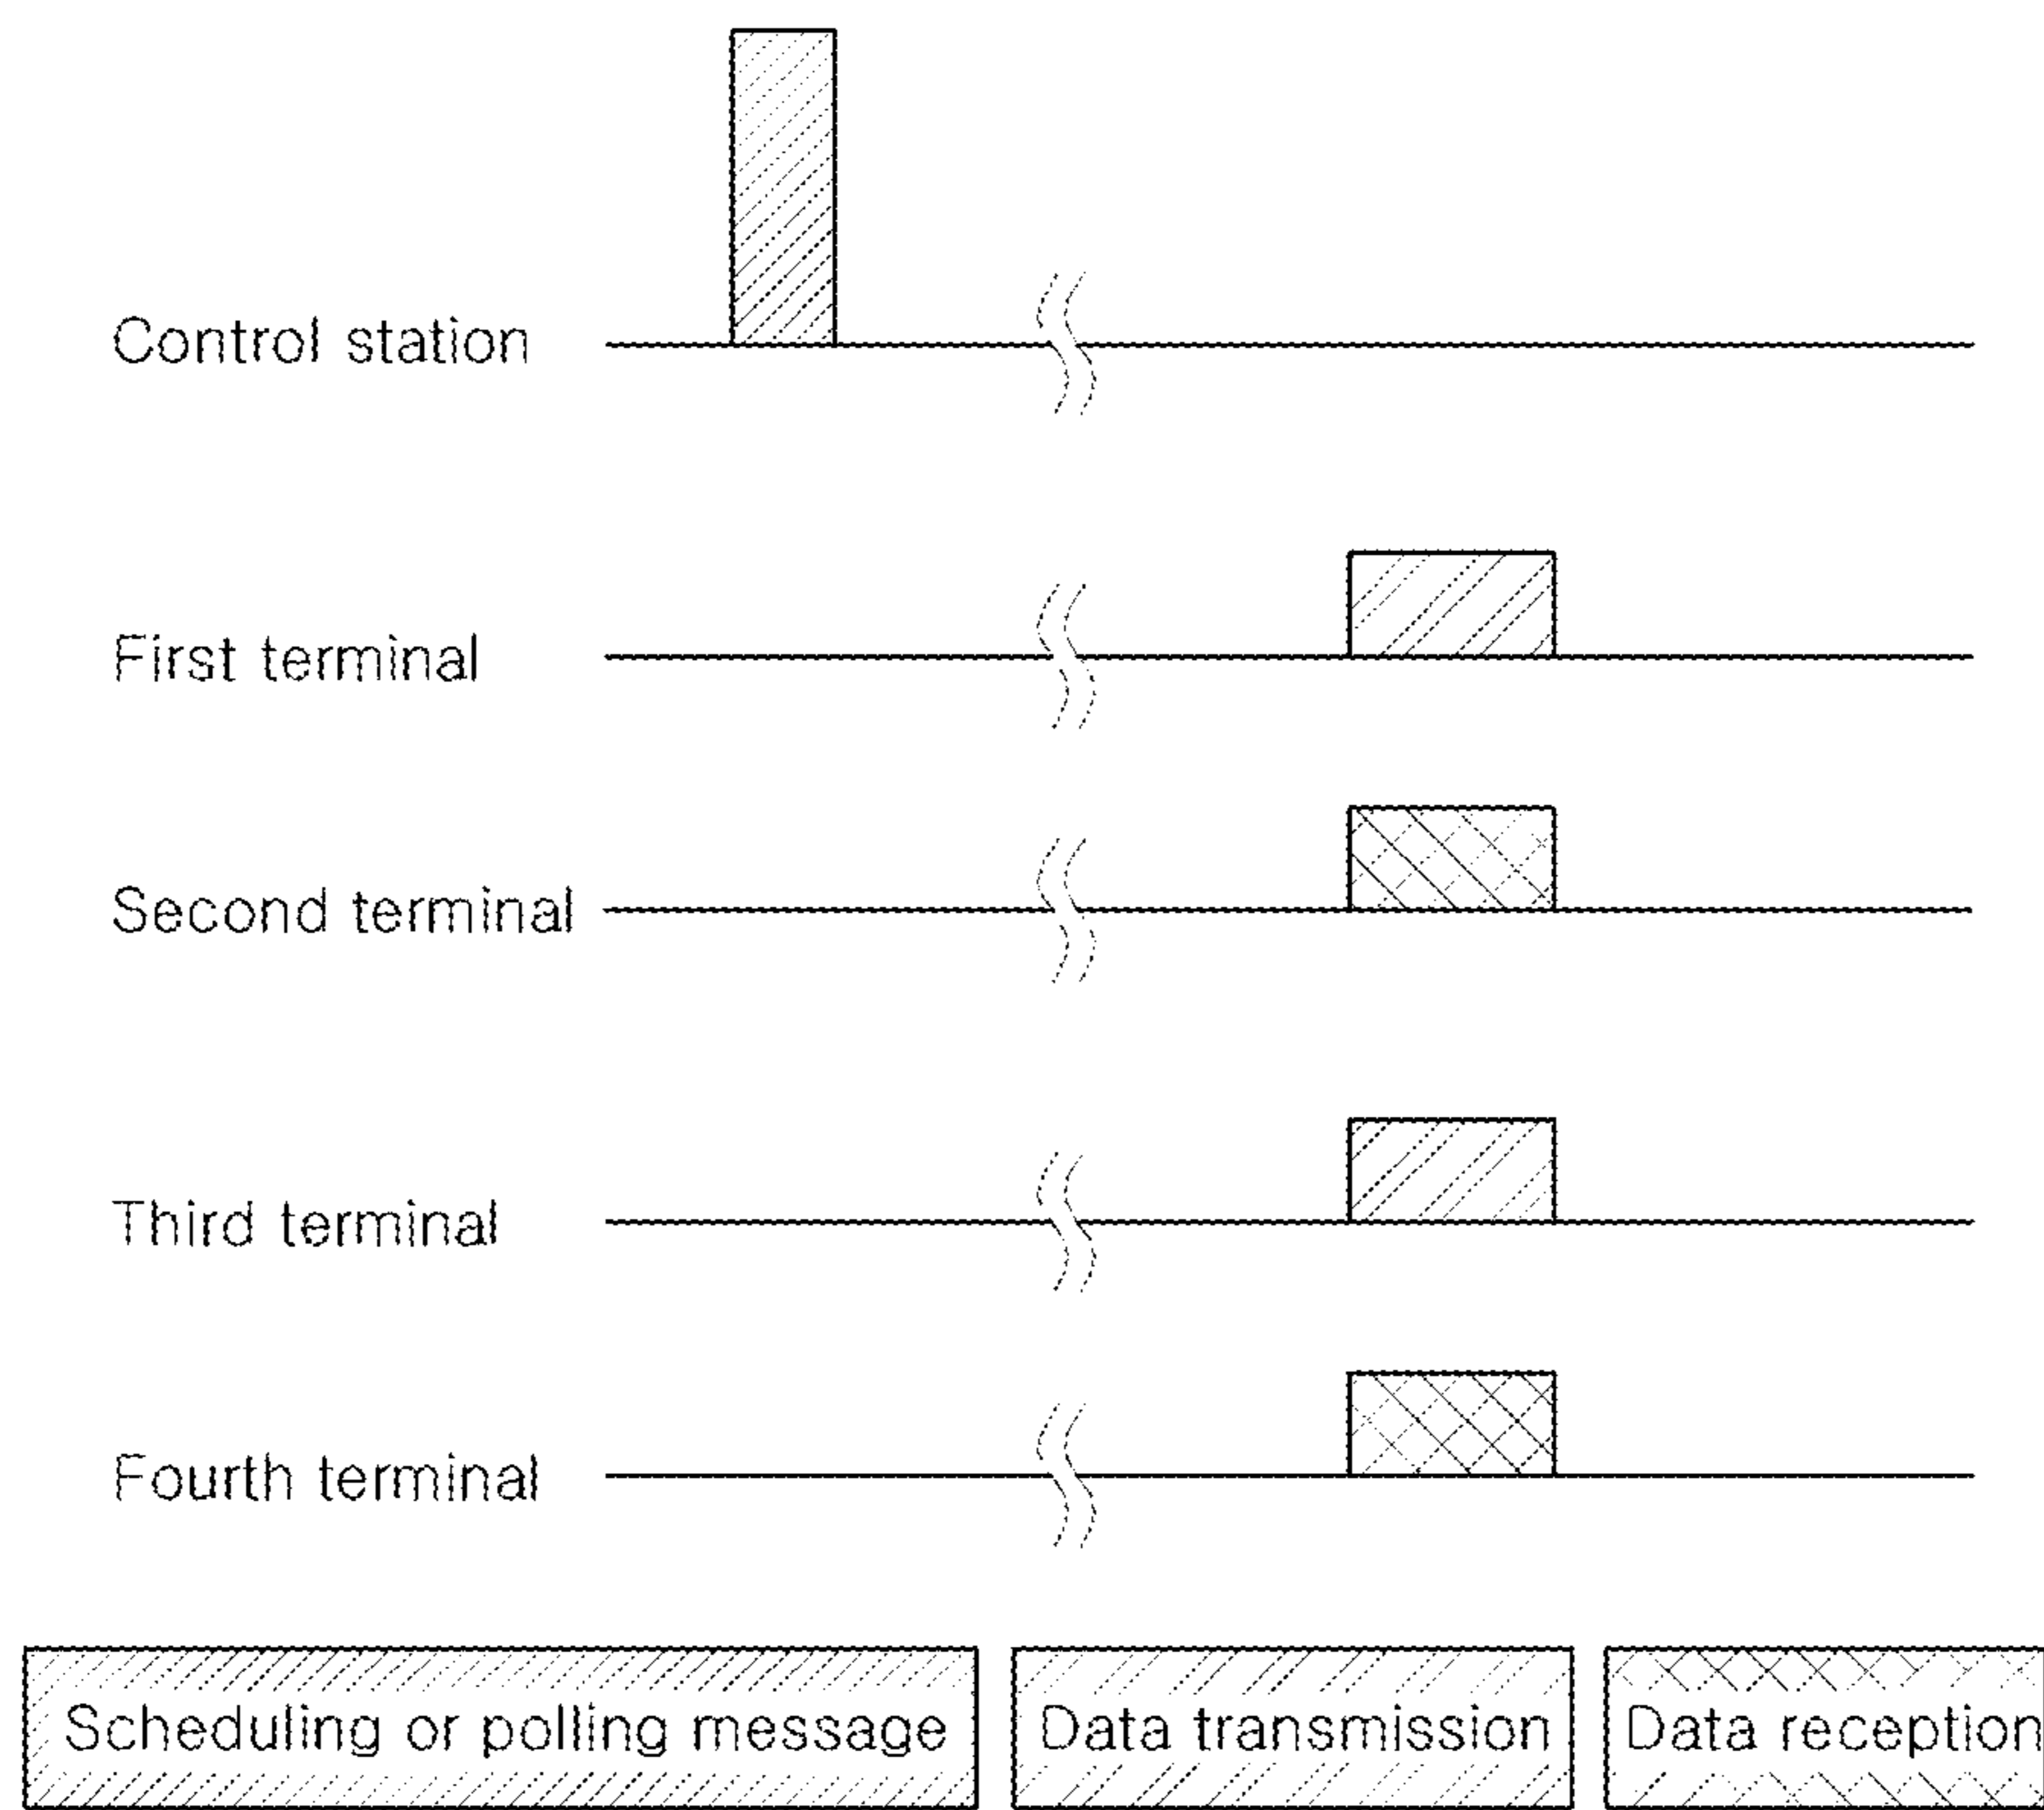 Control station
First terminal
Second terminal
Third terminal
Fourth terminal
Scheduling or polling message
Data transmission
Data reception